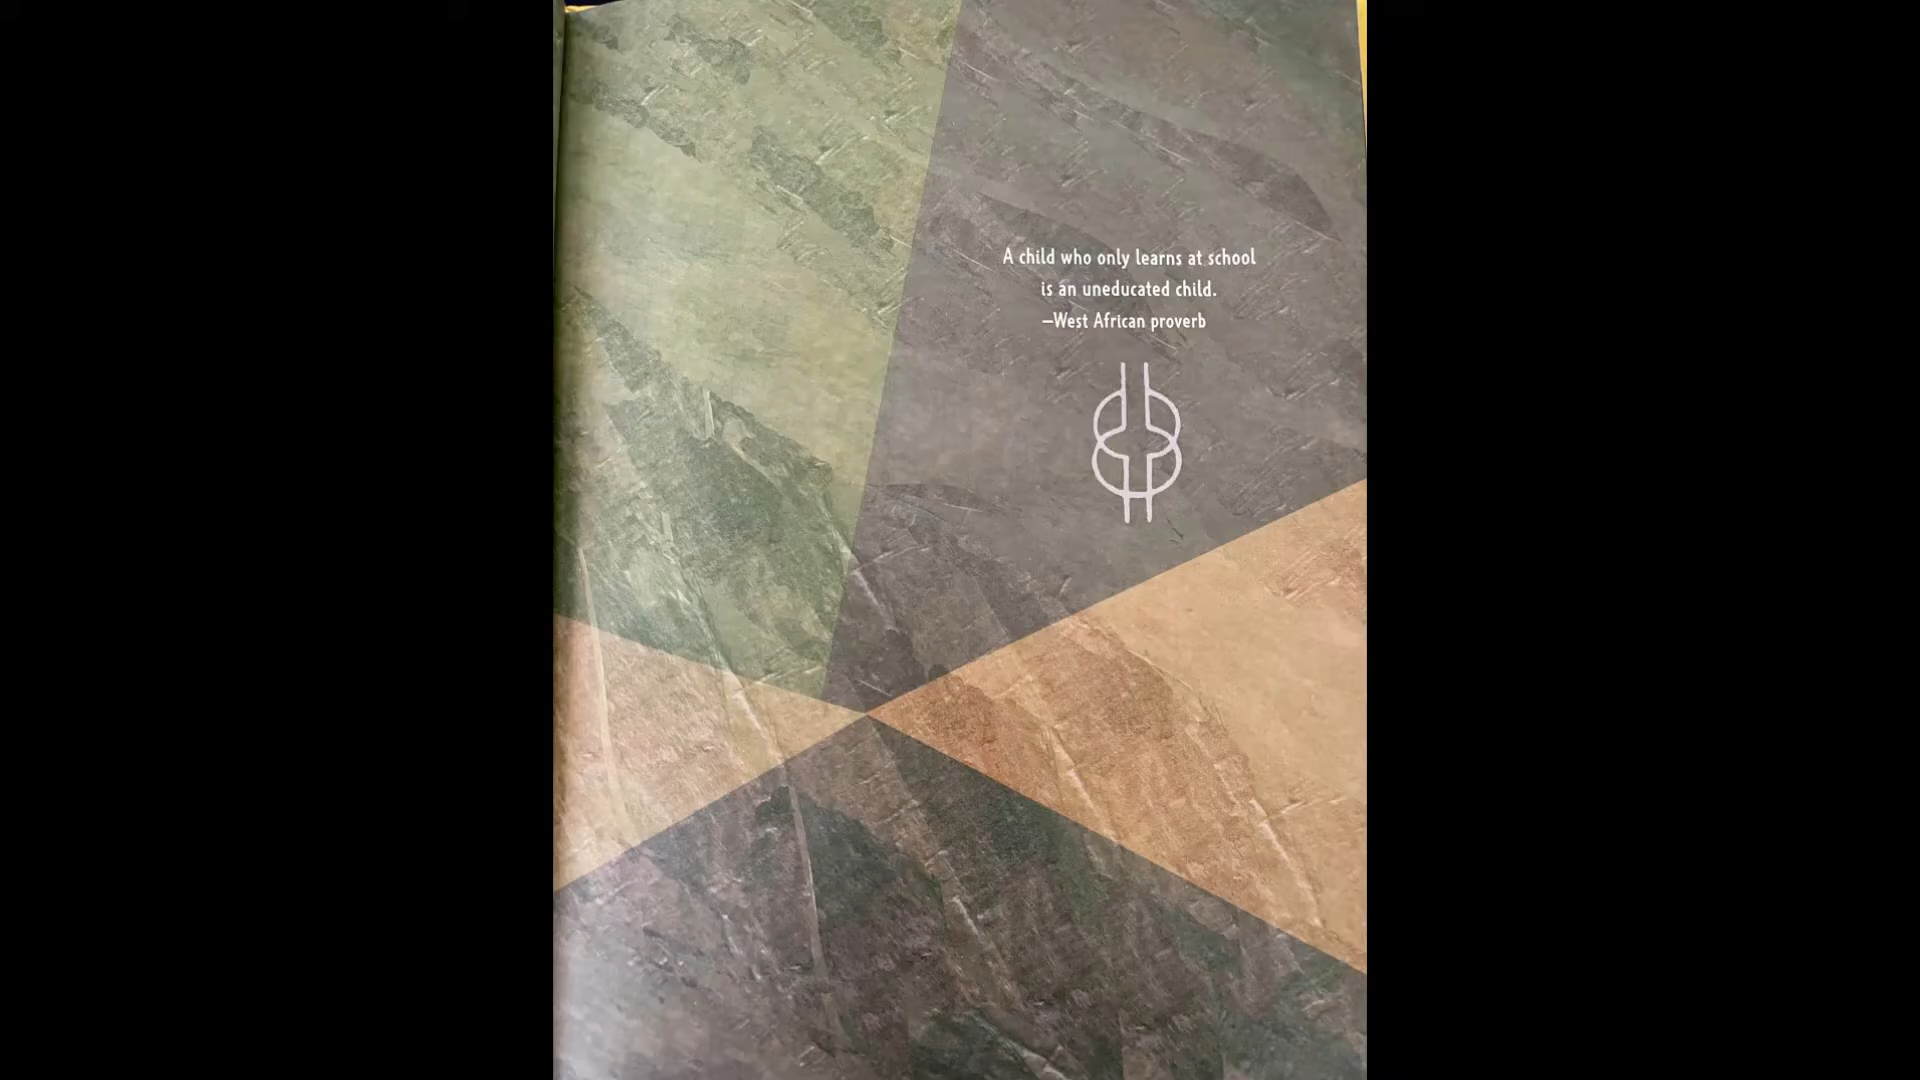 A child who only learns at school
is an uneducated child.
—West African proverb